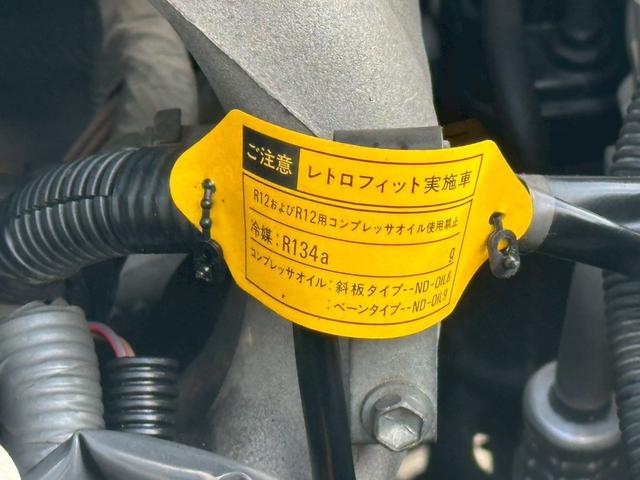 ご注意 レトロフィット実施車
R12およびR12用コンプレッサオイル使用禁止
冷媒:R134a g
コンプレッサオイル:斜板タイプ--ND-OIL8
:ベーンタイプ--ND-OIL9